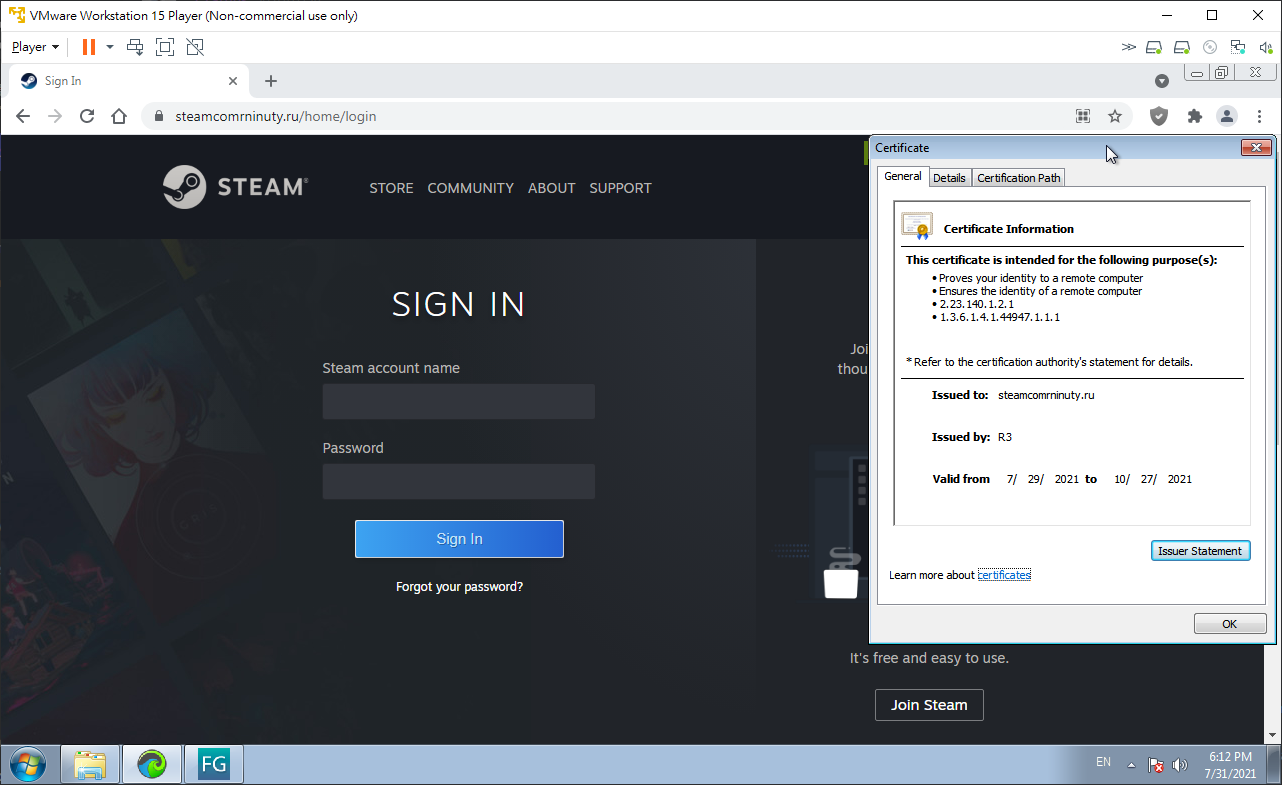 VMware Workstation 15 Player (Non-commercial use only)
Player
Sign In
steamcomrninuty.ru/home/login
STEAM®
STORE COMMUNITY ABOUT SUPPORT
SIGN IN
Steam account name
Password
Sign In
Forgot your password?
Joi
thou
It's free and easy to use.
Join Steam
Certificate
General Details Certification Path
Certificate Information
This certificate is intended for the following purpose(s):
• Proves your identity to a remote computer
• Ensures the identity of a remote computer
• 2.23.140.1.2.1
• 1.3.6.1.4.1.44947.1.1.1
* Refer to the certification authority's statement for details.
Issued to: steamcomrninuty.ru
Issued by: R3
Valid from 7/ 29/ 2021 to 10/ 27/ 2021
Issuer Statement
Learn more about certificates
OK
FG
EN
6:12 PM
7/31/2021